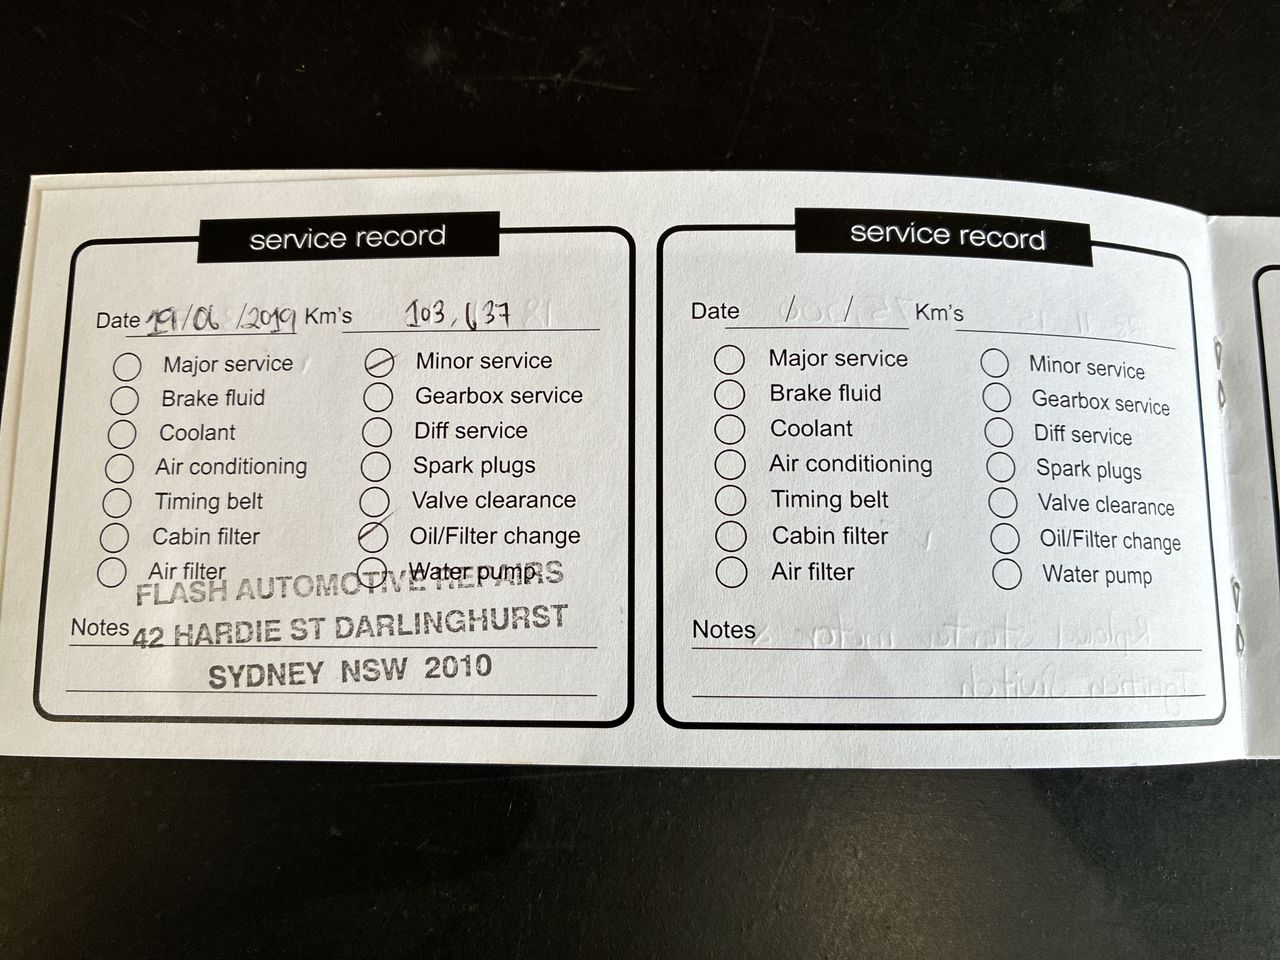 service record
Date 19/06/2019 Km's 103,637
Major service Minor service
Brake fluid Gearbox service
Coolant Diff service
Air conditioning Spark plugs
Timing belt Valve clearance
Cabin filter Oil/Filter change
Air filter Water pump
FLASH AUTOMOTIVE REPAIRS
Notes 42 HARDIE ST DARLINGHURST
SYDNEY NSW 2010
service record
Date / / Km's
Major service Minor service
Brake fluid Gearbox service
Coolant Diff service
Air conditioning Spark plugs
Timing belt Valve clearance
Cabin filter Oil/Filter change
Air filter Water pump
Notes